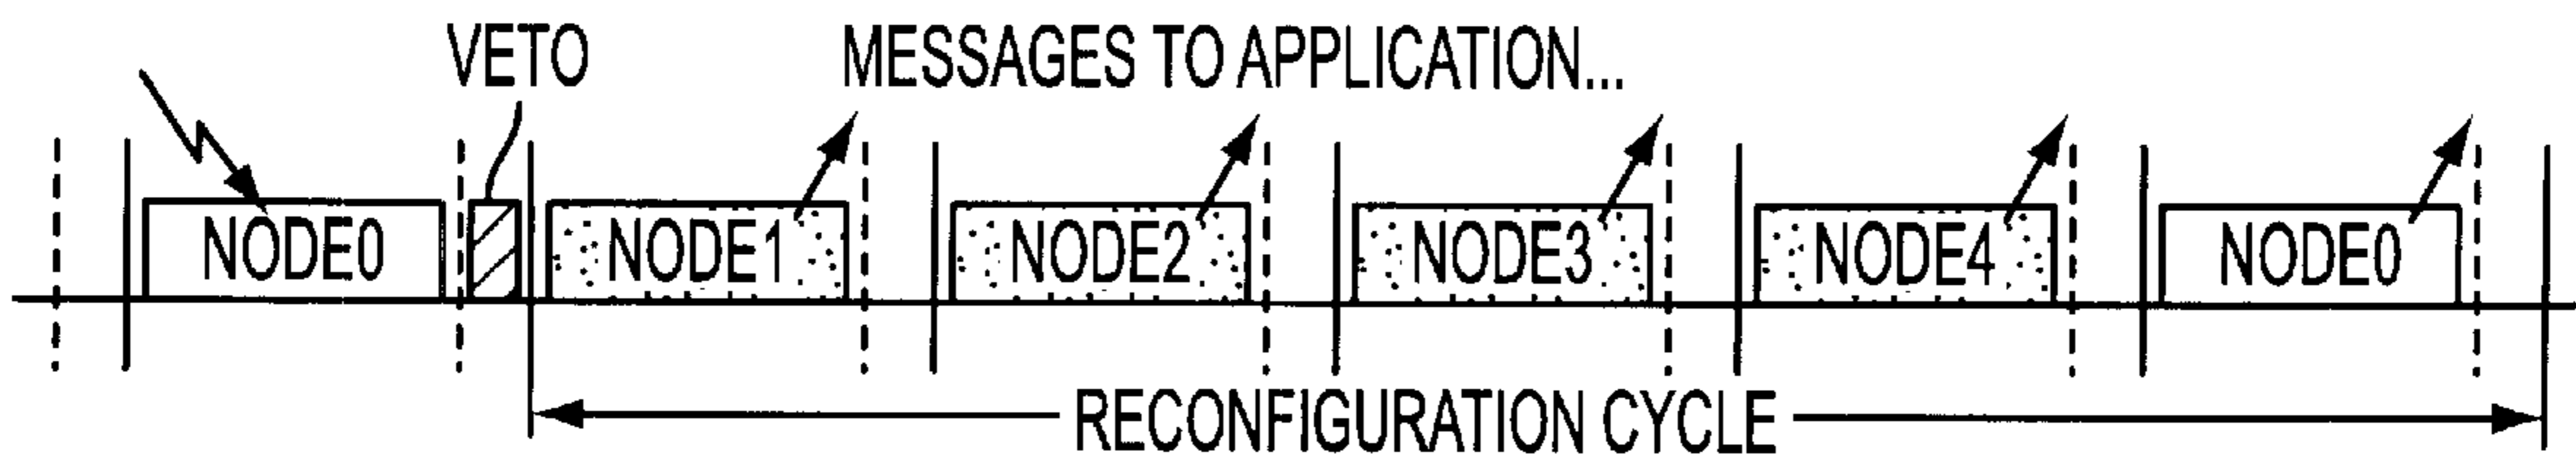 VETO
MESSAGES TO APPLICATION...
NODE0
NODE1
NODE2
NODE3
NODE4
NODE0
RECONFIGURATION CYCLE